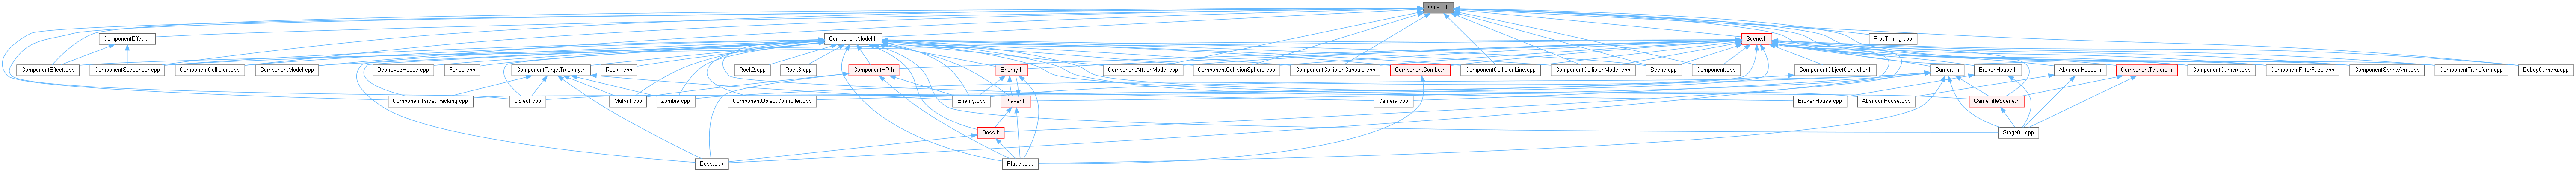 Object.h
ComponentEffect.h
ComponentModel.h
Scene.h
ProcTiming.cpp
ComponentEffect.cpp
ComponentSequencer.cpp
ComponentCollision.cpp
ComponentModel.cpp
DestroyedHouse.cpp
Fence.cpp
ComponentTargetTracking.h
Rock1.cpp
Rock2.cpp
Rock3.cpp
ComponentHP.h
Enemy.h
ComponentAttachModel.cpp
ComponentCollisionSphere.cpp
ComponentCollisionCapsule.cpp
ComponentCombo.h
ComponentCollisionLine.cpp
ComponentCollisionModel.cpp
Scene.cpp
Component.cpp
ComponentObjectController.h
Camera.h
BrokenHouse.h
AbandonHouse.h
ComponentTexture.h
ComponentCamera.cpp
ComponentFilterFade.cpp
ComponentSpringArm.cpp
ComponentTransform.cpp
DebugCamera.cpp
ComponentTargetTracking.cpp
Object.cpp
Mutant.cpp
Zombie.cpp
ComponentObjectController.cpp
Enemy.cpp
Player.h
Camera.cpp
BrokenHouse.cpp
AbandonHouse.cpp
GameTitleScene.h
Boss.h
Stage01.cpp
Boss.cpp
Player.cpp